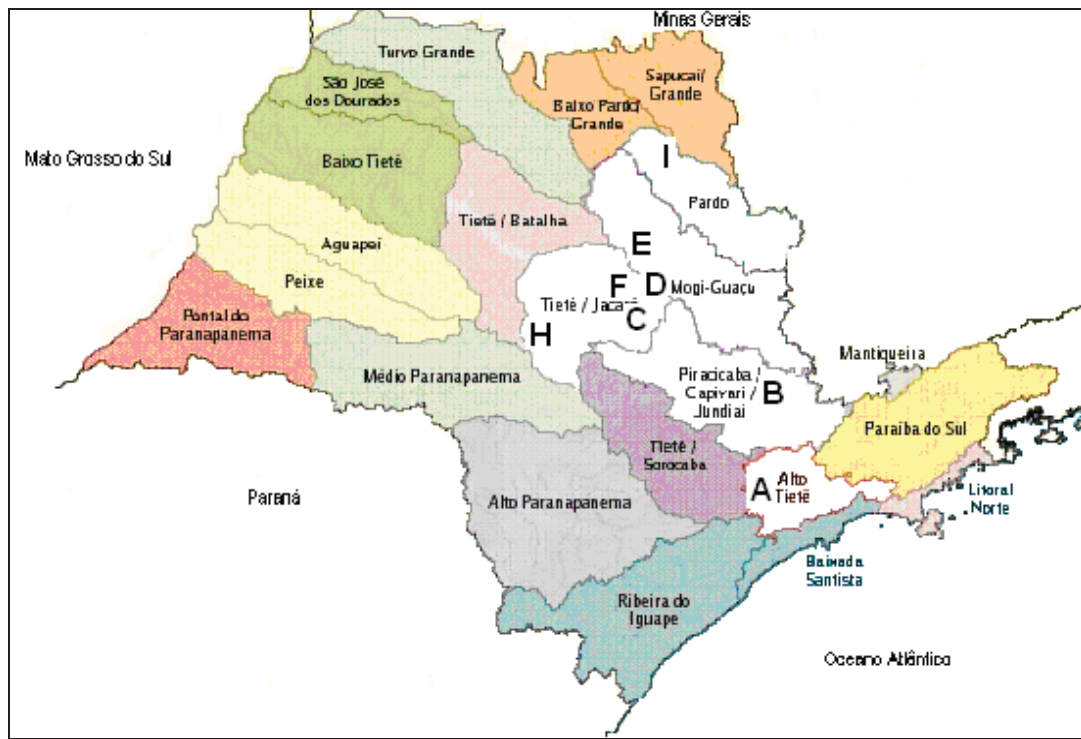 Minas Gerais
Turvo Grande
Sapucaí/
Grande
São José
dos Dourados
Baixo Pardo/
Grande
Mato Grosso do Sul
Baixo Tietê
I
Pardo
Tietê / Batalha
Aguapeí
E
Peixe
F
D
Mogi-Guaçu
Tietê / Jacaré
C
H
Pontal do
Paranapanema
Mantiqueira
Médio Paranapanema
Piracicaba /
Capivari /
Jundiaí
B
Paraíba do Sul
Tietê /
Sorocaba
A
Alto
Tietê
Paraná
Alto Paranapanema
Litoral
Norte
Baixada
Santista
Ribeira do
Iguape
Oceano Atlântico